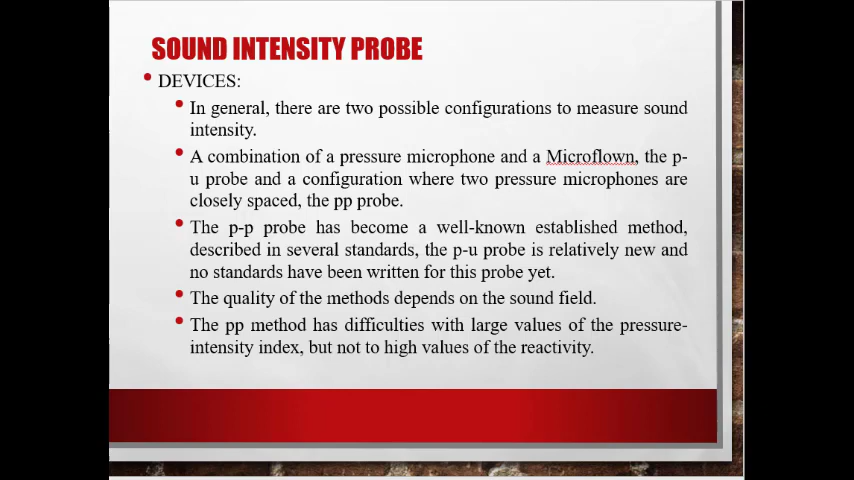 SOUND INTENSITY PROBE
• DEVICES:
• In general, there are two possible configurations to measure sound
intensity.
• A combination of a pressure microphone and a Microflown, the p-
u probe and a configuration where two pressure microphones are
closely spaced, the pp probe.
• The p-p probe has become a well-known established method,
described in several standards, the p-u probe is relatively new and
no standards have been written for this probe yet.
• The quality of the methods depends on the sound field.
• The pp method has difficulties with large values of the pressure-
intensity index, but not to high values of the reactivity.